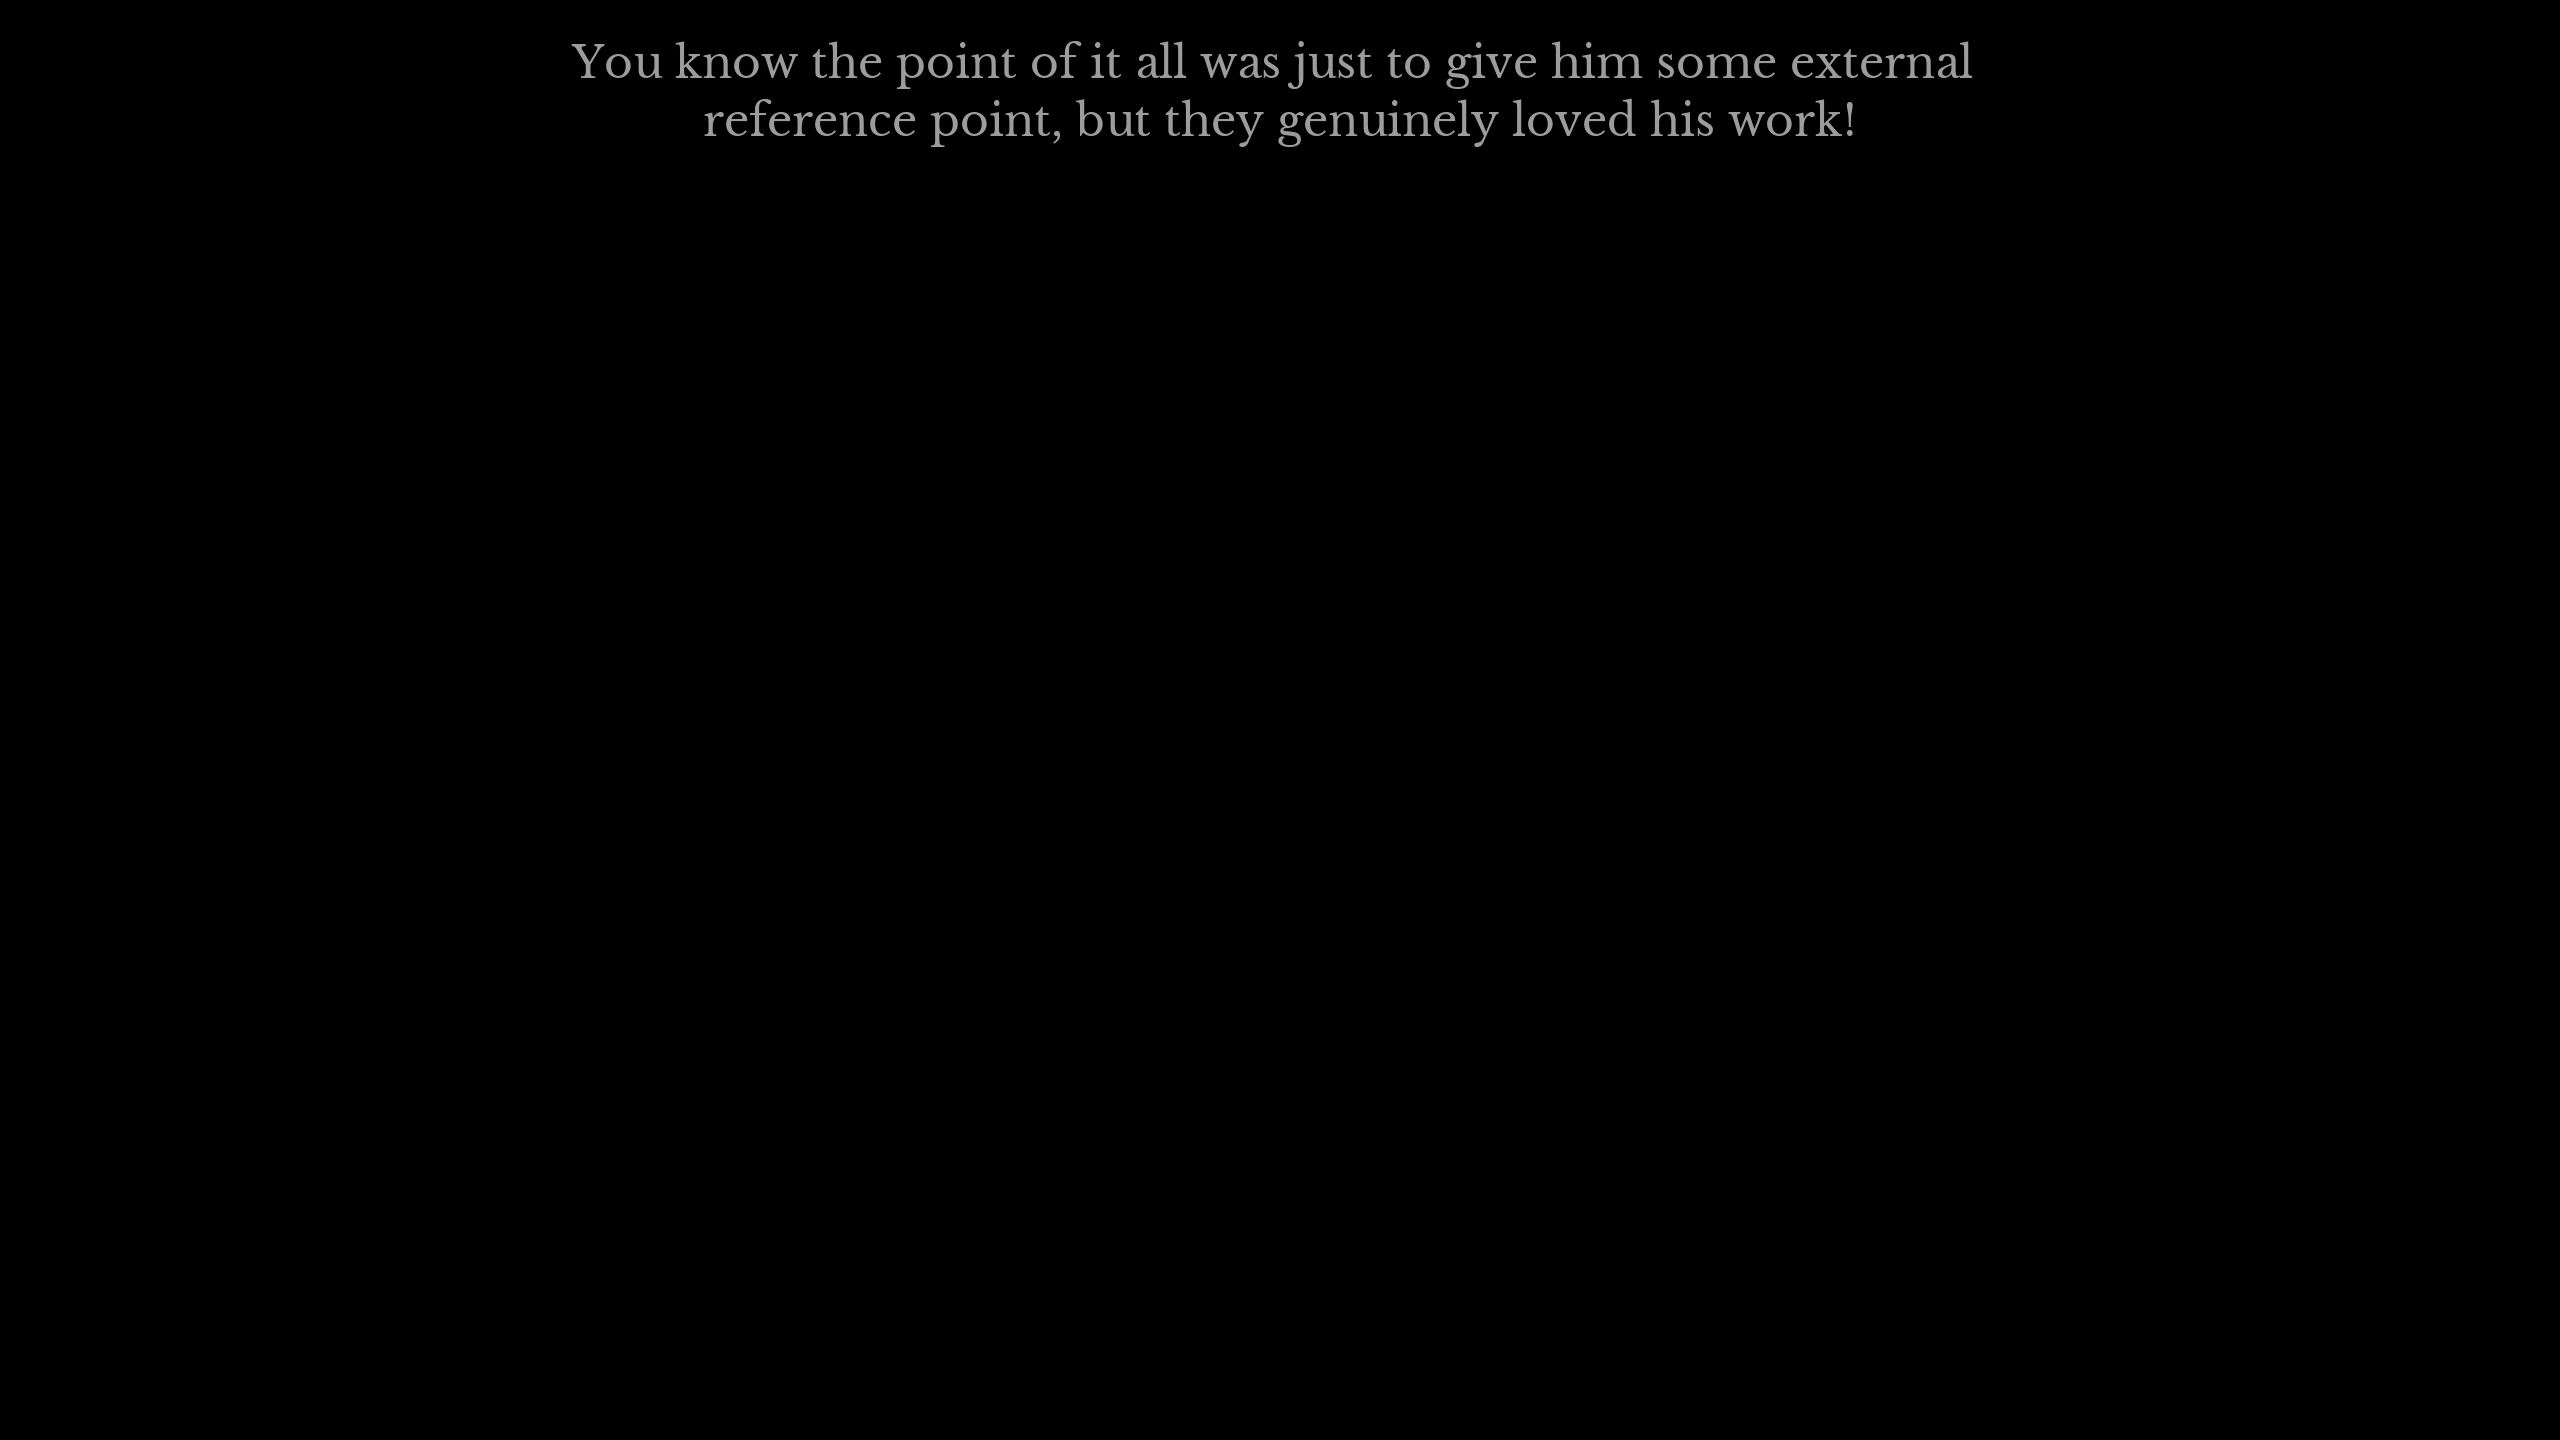 You know the point of it all was just to give him some external
reference point, but they genuinely loved his work!